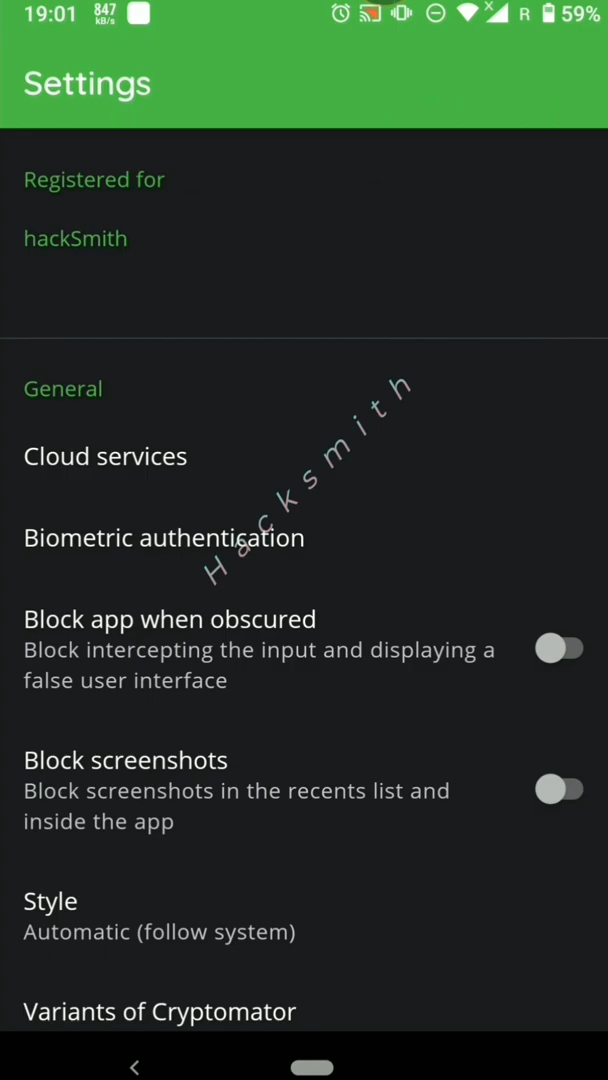 19:01 847 kB/s R 59%
Settings
Registered for
hackSmith
General
Cloud services
Hacksmith
Biometric authentication
Block app when obscured
Block intercepting the input and displaying a
false user interface
Block screenshots
Block screenshots in the recents list and
inside the app
Style
Automatic (follow system)
Variants of Cryptomator